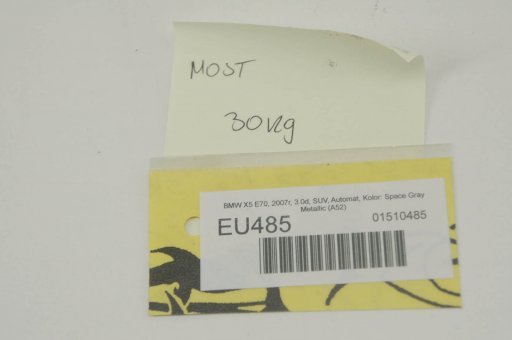 MOST
30kg
BMW X5 E70, 2007r, 3.0d, SUV, Automat, Kolor: Space Gray
Metallic (A52)
EU485
01510485